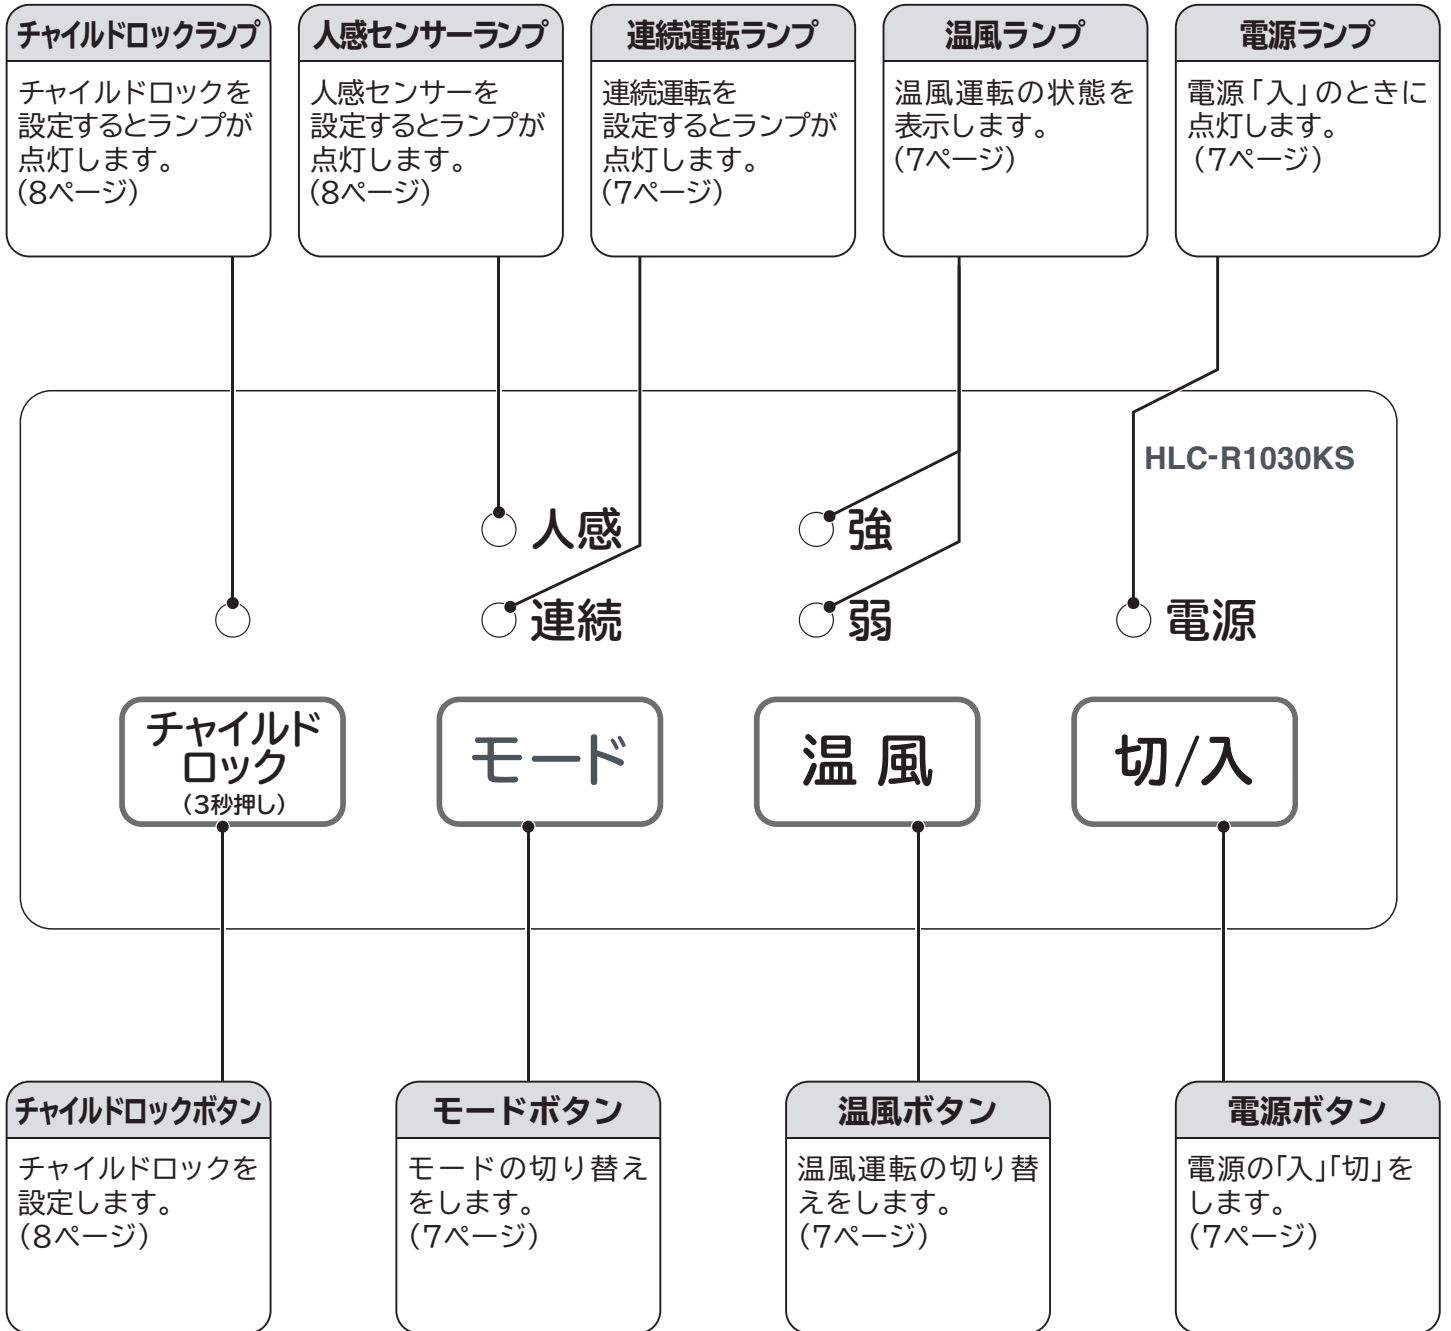 チャイルドロックランプ
チャイルドロックを
設定するとランプが
点灯します。
(8ページ)
人感センサーランプ
人感センサーを
設定するとランプが
点灯します。
(8ページ)
連続運転ランプ
連続運転を
設定するとランプが
点灯します。
(7ページ)
温風ランプ
温風運転の状態を
表示します。
(7ページ)
電源ランプ
電源「入」のときに
点灯します。
(7ページ)
HLC-R1030KS
人感
強
連続
弱
電源
チャイルド
ロック
(3秒押し)
モード
温風
切/入
チャイルドロックボタン
チャイルドロックを
設定します。
(8ページ)
モードボタン
モードの切り替え
をします。
(7ページ)
温風ボタン
温風運転の切り替
えをします。
(7ページ)
電源ボタン
電源の「入」「切」を
します。
(7ページ)